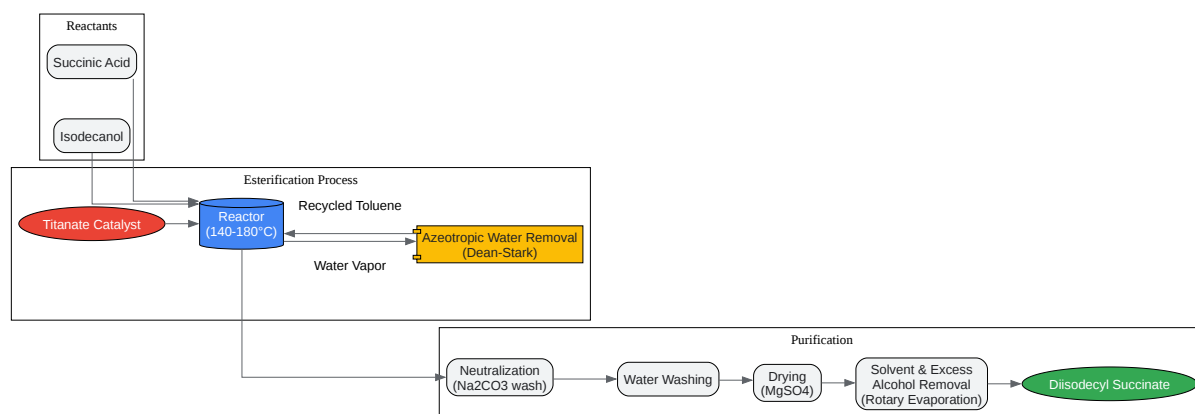 Reactants
Succinic Acid
Isodecanol
Esterification Process
Titanate Catalyst
Reactor
(140-180°C)
Recycled Toluene
Water Vapor
Azeotropic Water Removal
(Dean-Stark)
Purification
Neutralization
(Na2CO3 wash)
Water Washing
Drying
(MgSO4)
Solvent & Excess
Alcohol Removal
(Rotary Evaporation)
Diisodecyl Succinate